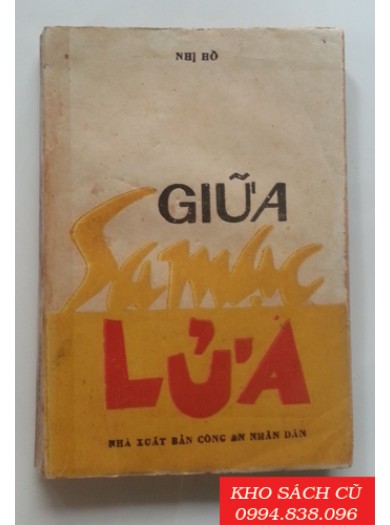 NHỊ HỒ
GIỮA
Sa mạc
LỬA
NHÀ XUẤT BẢN CÔNG AN NHÂN DÂN
KHO SÁCH CŨ
0994.838.096